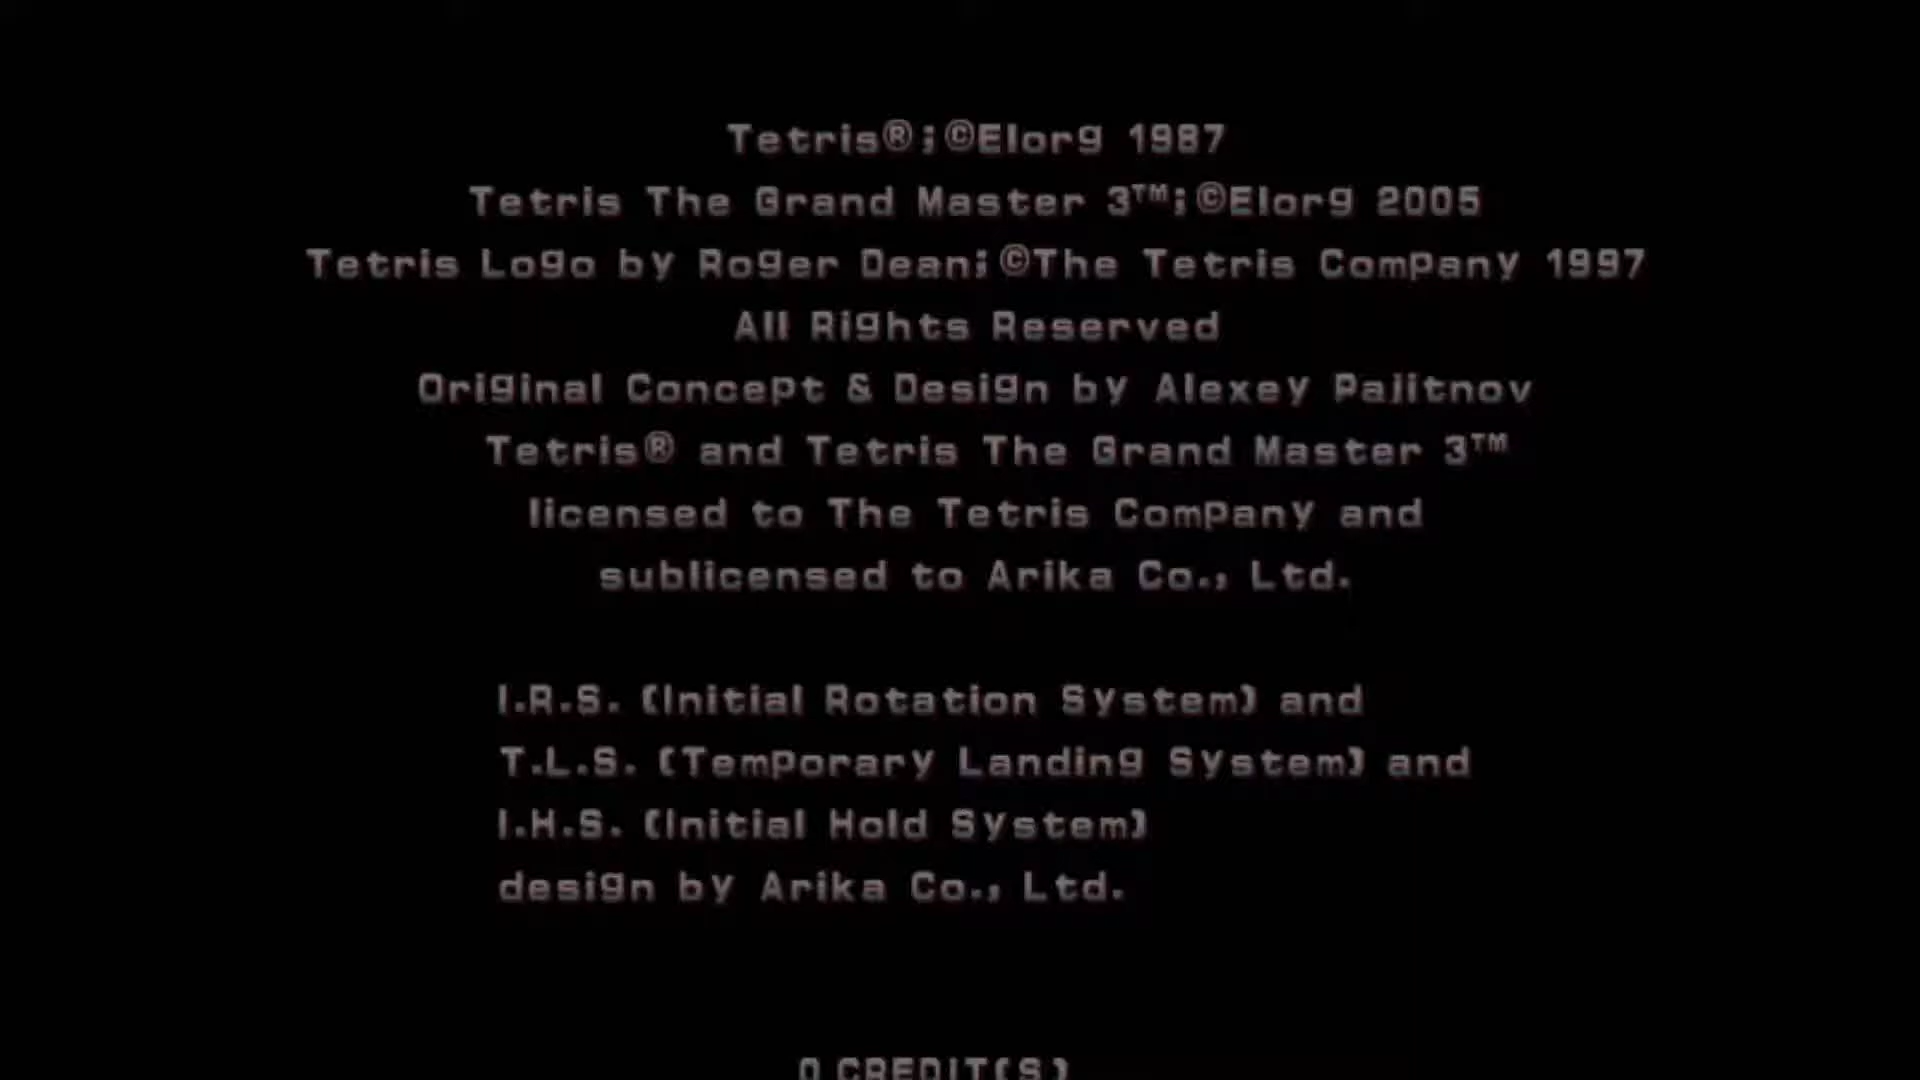 Tetris®;©Elorg 1987
Tetris The Grand Master 3™;©Elorg 2005
Tetris Logo by Roger Dean;©The Tetris Company 1997
All Rights Reserved
Original Concept & Design by Alexey Pajitnov
Tetris® and Tetris The Grand Master 3™
licensed to The Tetris Company and
sublicensed to Arika Co., Ltd.
I.R.S. (Initial Rotation System) and
T.L.S. (Temporary Landing System) and
I.H.S. (Initial Hold System)
design by Arika Co., Ltd.
0 CREDIT(S)